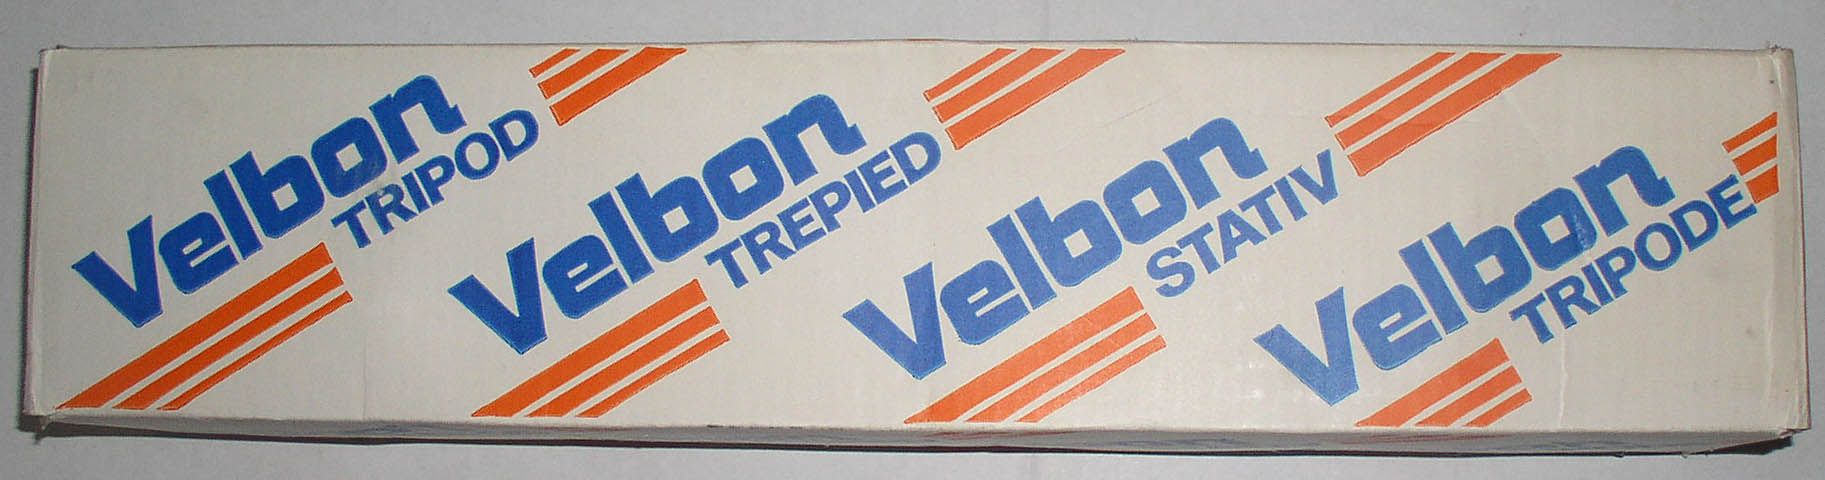 Velbon
TRIPOD
Velbon
TREPIED
Velbon
STATIV
Velbon
TRIPODE